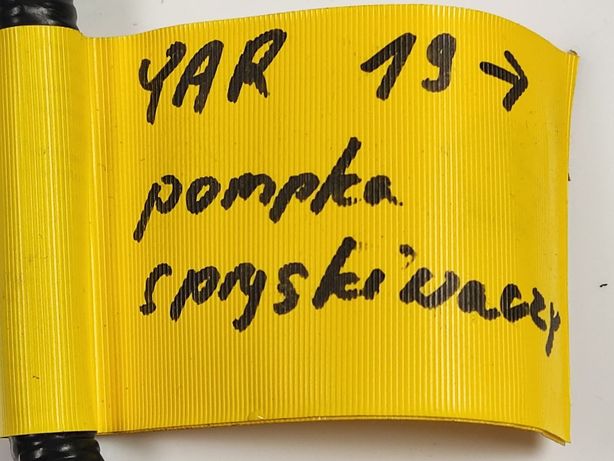 YAR 19 →
pompka
spryskiwaczy